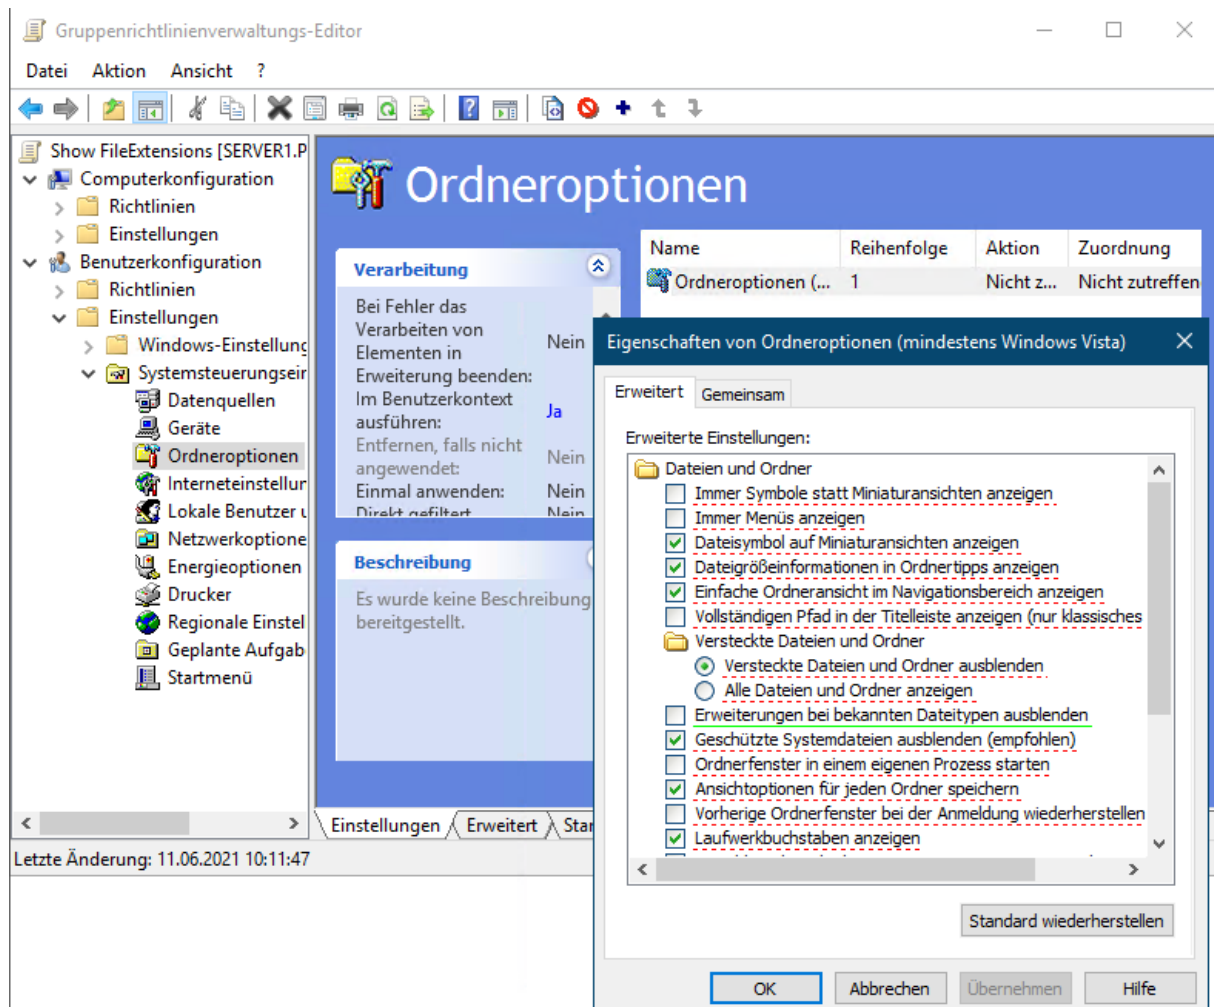 Gruppenrichtlinienverwaltungs-Editor
Datei Aktion Ansicht ?
Show FileExtensions [SERVER1.P
Computerkonfiguration
Richtlinien
Einstellungen
Benutzerkonfiguration
Richtlinien
Einstellungen
Windows-Einstellung
Systemsteuerungseir
Datenquellen
Geräte
Ordneroptionen
Interneteinstellur
Lokale Benutzer u
Netzwerkoptione
Energieoptionen
Drucker
Regionale Einstel
Geplante Aufgab
Startmenü
Ordneroptionen
Verarbeitung
Bei Fehler das
Verarbeiten von
Elementen in
Erweiterung beenden:
Nein
Im Benutzerkontext
ausführen:
Ja
Entfernen, falls nicht
angewendet:
Nein
Einmal anwenden: Nein
Direkt gefiltert Nein
Beschreibung
Es wurde keine Beschreibung
bereitgestellt.
Name Reihenfolge Aktion Zuordnung
Ordneroptionen (... 1 Nicht z... Nicht zutreffen
Einstellungen Erweitert Star
Letzte Änderung: 11.06.2021 10:11:47
Eigenschaften von Ordneroptionen (mindestens Windows Vista)
Erweitert Gemeinsam
Erweiterte Einstellungen:
Dateien und Ordner
Immer Symbole statt Miniaturansichten anzeigen
Immer Menüs anzeigen
Dateisymbol auf Miniaturansichten anzeigen
Dateigrößeinformationen in Ordnertipps anzeigen
Einfache Ordneransicht im Navigationsbereich anzeigen
Vollständigen Pfad in der Titelleiste anzeigen (nur klassisches
Versteckte Dateien und Ordner
Versteckte Dateien und Ordner ausblenden
Alle Dateien und Ordner anzeigen
Erweiterungen bei bekannten Dateitypen ausblenden
Geschützte Systemdateien ausblenden (empfohlen)
Ordnerfenster in einem eigenen Prozess starten
Ansichtoptionen für jeden Ordner speichern
Vorherige Ordnerfenster bei der Anmeldung wiederherstellen
Laufwerkbuchstaben anzeigen
Standard wiederherstellen
OK Abbrechen Übernehmen Hilfe